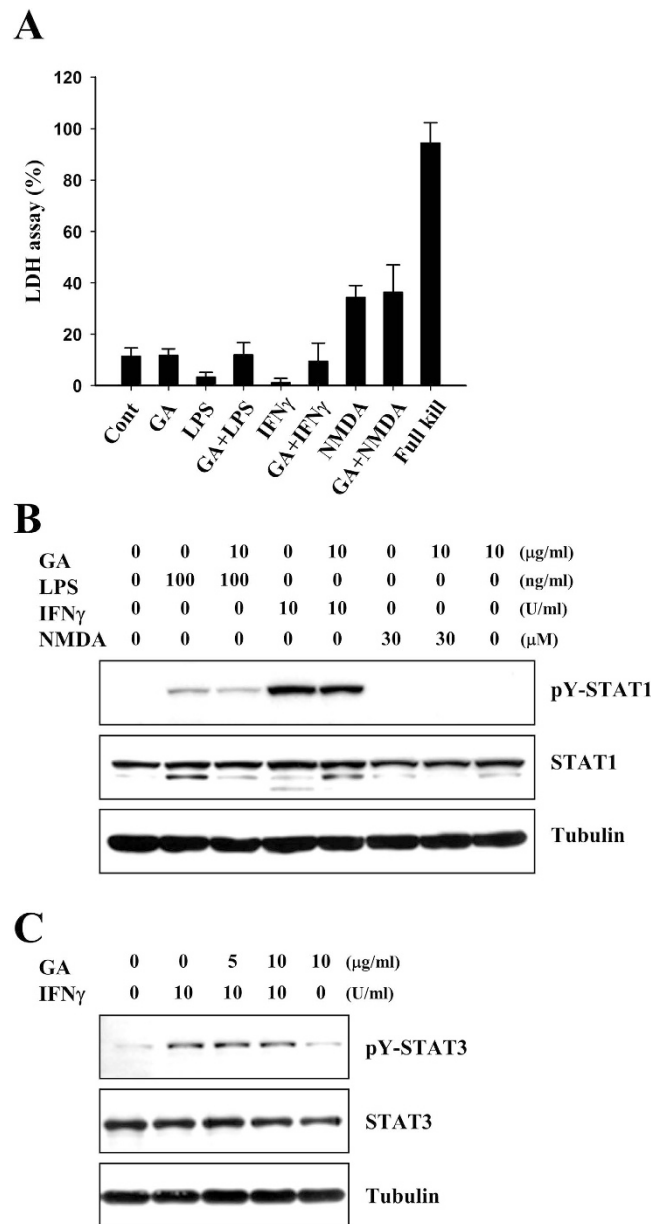 A
120
100
80
60
40
20
0
LDH assay (%)
Cont
GA
LPS
GA+LPS
IFNγ
GA+IFNγ
NMDA
GA+NMDA
Full kill
B
GA 0 0 10 0 10 0 10 10 (μg/ml)
LPS 0 100 100 0 0 0 0 0 (ng/ml)
IFNγ 0 0 0 10 10 0 0 0 (U/ml)
NMDA 0 0 0 0 0 30 30 0 (μM)
pY-STAT1
STAT1
Tubulin
C
GA 0 0 5 10 10 (μg/ml)
IFNγ 0 10 10 10 0 (U/ml)
pY-STAT3
STAT3
Tubulin